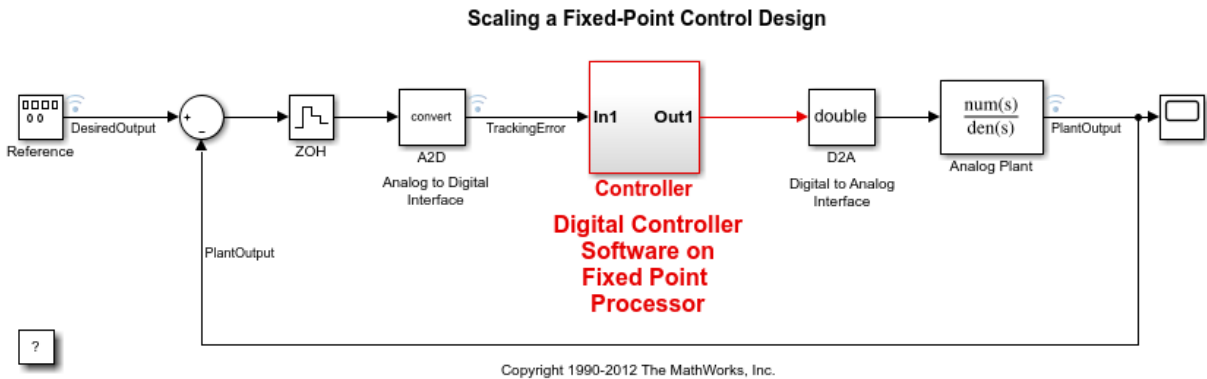 Scaling a Fixed-Point Control Design
DesiredOutput
Reference
+
−
ZOH
convert
A2D
Analog to Digital
Interface
TrackingError
In1 Out1
Controller
Digital Controller
Software on
Fixed Point
Processor
double
D2A
Digital to Analog
Interface
num(s)
den(s)
Analog Plant
PlantOutput
PlantOutput
?
Copyright 1990-2012 The MathWorks, Inc.